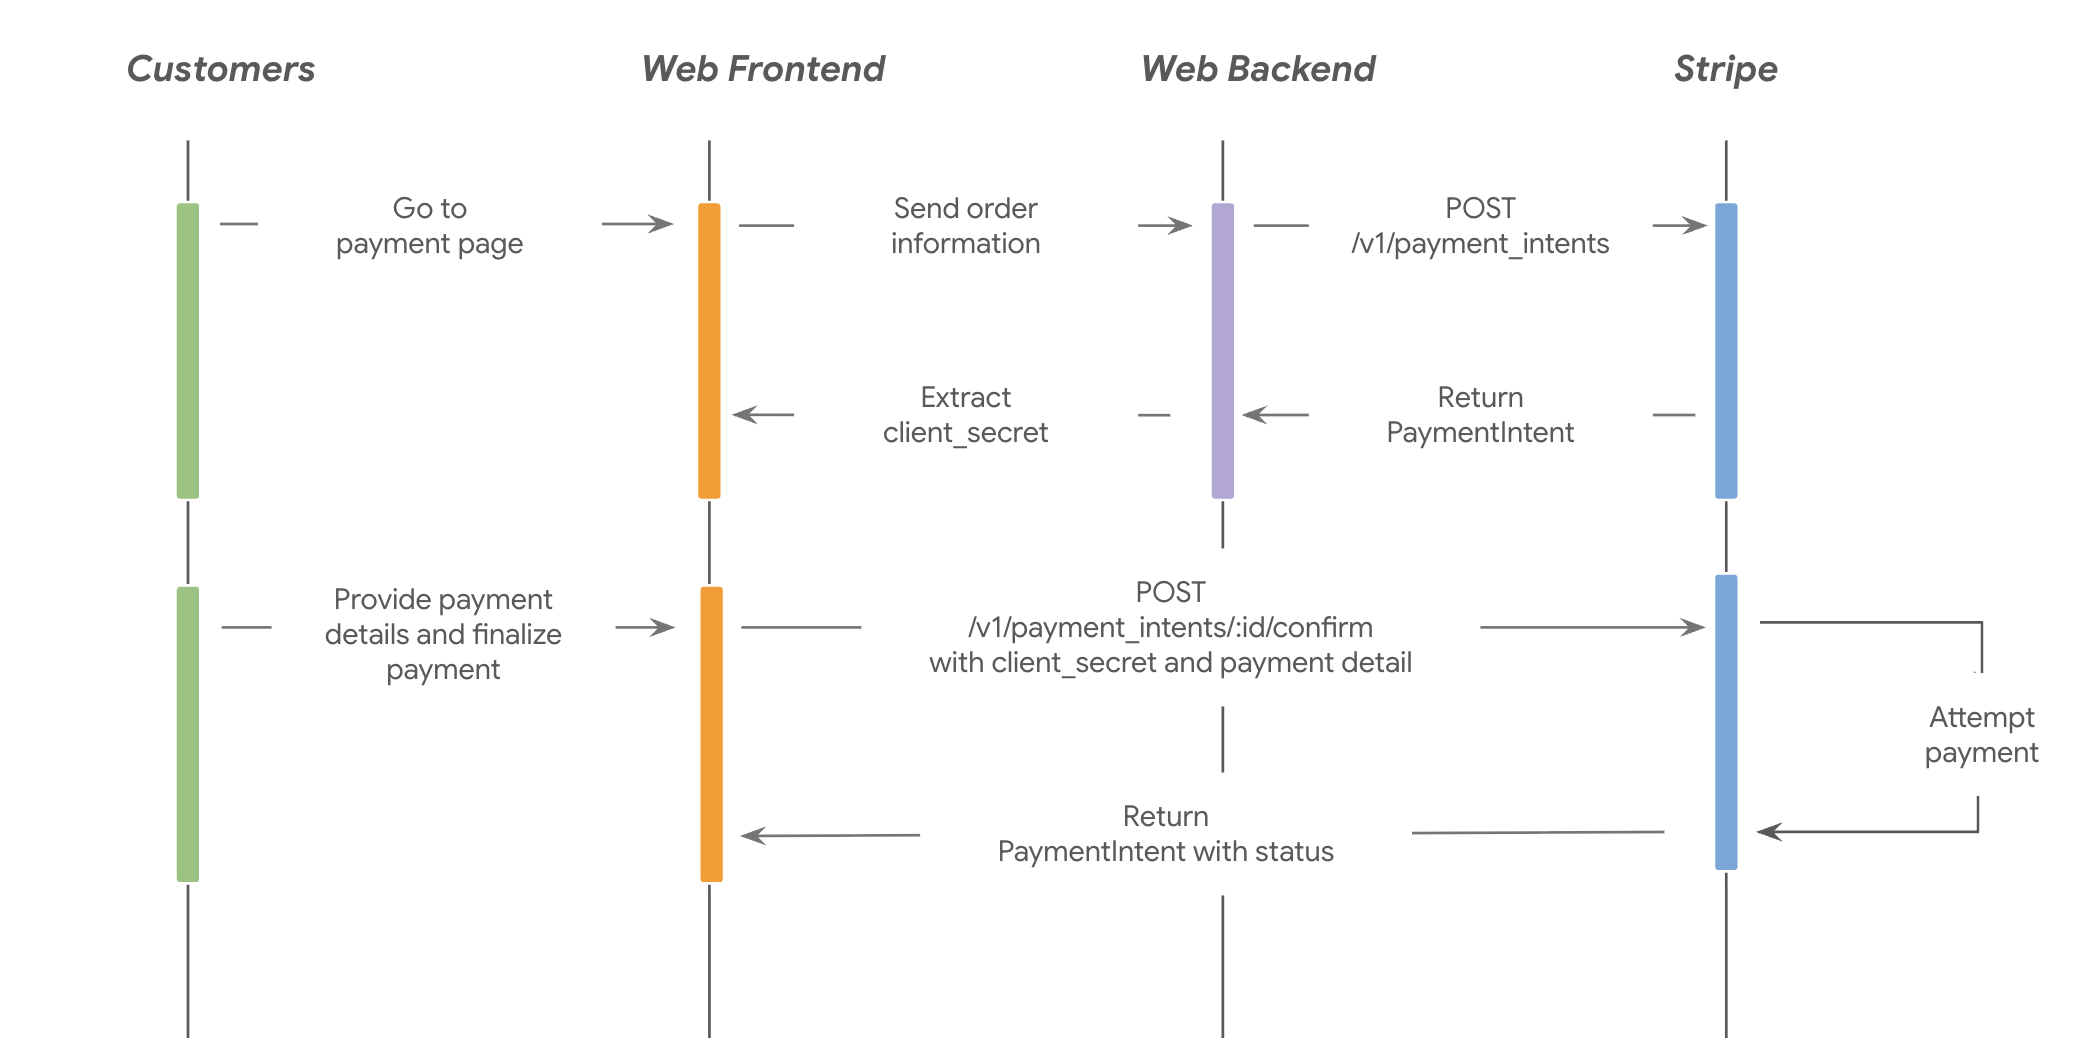 Customers
Web Frontend
Web Backend
Stripe
Go to
payment page
Send order
information
POST
/v1/payment_intents
Extract
client_secret
Return
PaymentIntent
Provide payment
details and finalize
payment
POST
/v1/payment_intents/:id/confirm
with client_secret and payment detail
Attempt
payment
Return
PaymentIntent with status